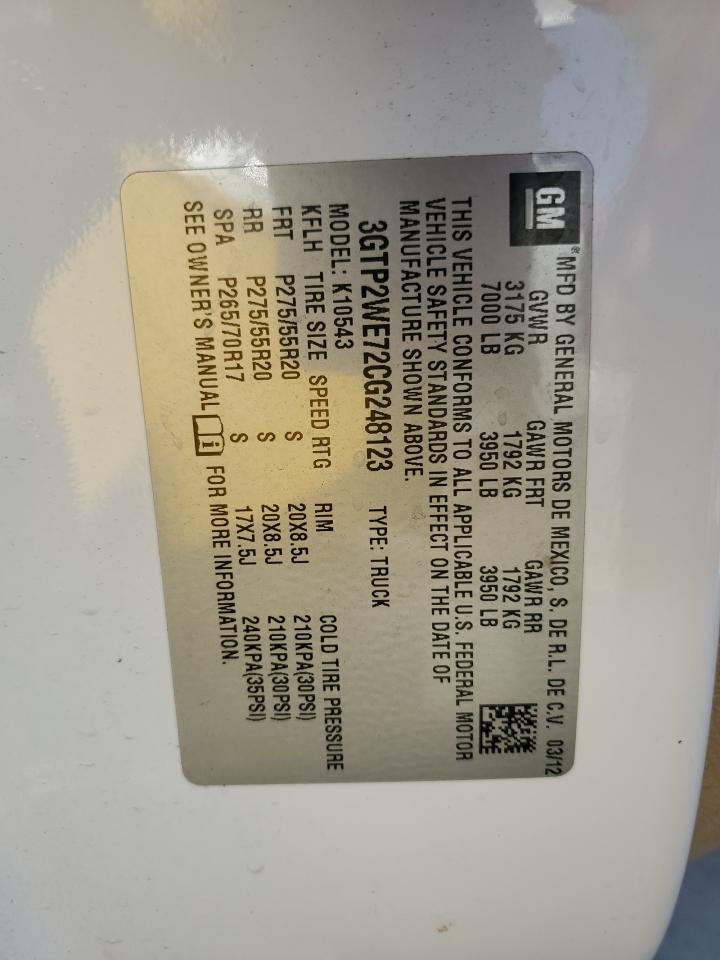 GM ® MFD BY GENERAL MOTORS DE MEXICO, S. DE R.L. DE C.V. 03/12
GVWR GAWR FRT GAWR RR
3175 KG 1792 KG 1792 KG
7000 LB 3950 LB 3950 LB
THIS VEHICLE CONFORMS TO ALL APPLICABLE U.S. FEDERAL MOTOR
VEHICLE SAFETY STANDARDS IN EFFECT ON THE DATE OF
MANUFACTURE SHOWN ABOVE.
3GTP2WE72CG248123 TYPE: TRUCK
MODEL: K10543
KFLH TIRE SIZE SPEED RTG RIM COLD TIRE PRESSURE
FRT P275/55R20 S 20X8.5J 210KPA(30PSI)
RR P275/55R20 S 20X8.5J 210KPA(30PSI)
SPA P265/70R17 S 17X7.5J 240KPA(35PSI)
SEE OWNER'S MANUAL i FOR MORE INFORMATION.